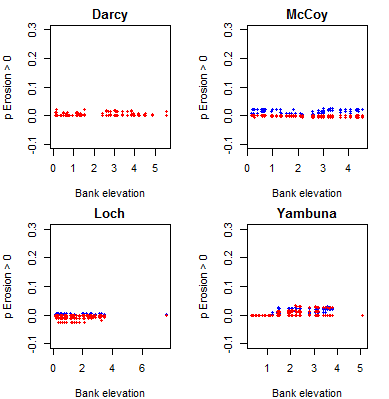 Darcy
p Erosion > 0
0.3
0.2
0.1
0.0
-0.1
0 1 2 3 4 5
Bank elevation
McCoy
p Erosion > 0
0.3
0.2
0.1
0.0
-0.1
0 1 2 3 4
Bank elevation
Loch
p Erosion > 0
0.3
0.2
0.1
0.0
-0.1
0 2 4 6
Bank elevation
Yambuna
p Erosion > 0
0.3
0.2
0.1
0.0
-0.1
1 2 3 4 5
Bank elevation